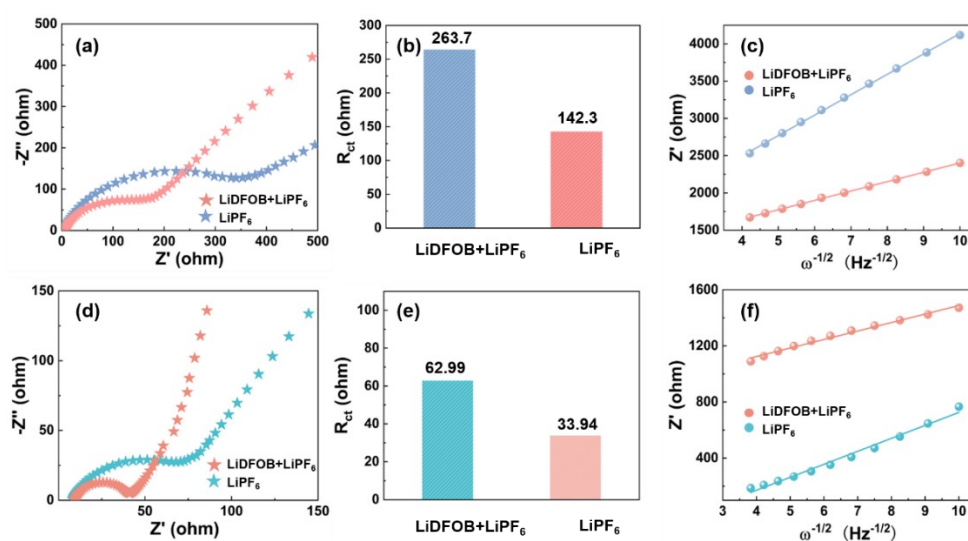 (a)
500
400
300
200
100
0
-Z'' (ohm)
LiDFOB+LiPF6
LiPF6
0 100 200 300 400 500
Z' (ohm)
(b)
300
250
200
150
100
50
0
Rct (ohm)
263.7
142.3
LiDFOB+LiPF6 LiPF6
(c)
4000
3500
3000
2500
2000
1500
Z' (ohm)
LiDFOB+LiPF6
LiPF6
4 5 6 7 8 9 10
ω-1/2 (Hz-1/2)
(d)
150
100
50
0
-Z'' (ohm)
LiDFOB+LiPF6
LiPF6
0 50 100 150
Z' (ohm)
(e)
100
80
60
40
20
0
Rct (ohm)
62.99
33.94
LiDFOB+LiPF6 LiPF6
(f)
1600
1200
800
400
Z' (ohm)
LiDFOB+LiPF6
LiPF6
3 4 5 6 7 8 9 10
ω-1/2 (Hz-1/2)